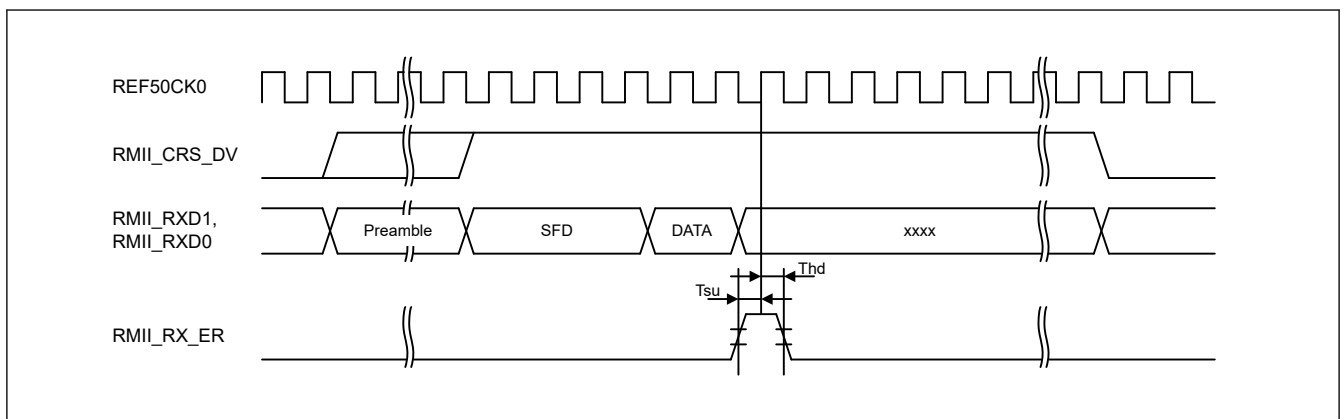 REF50CK0
RMII_CRS_DV
RMII_RXD1,
RMII_RXD0
Preamble
SFD
DATA
xxxx
Thd
Tsu
RMII_RX_ER